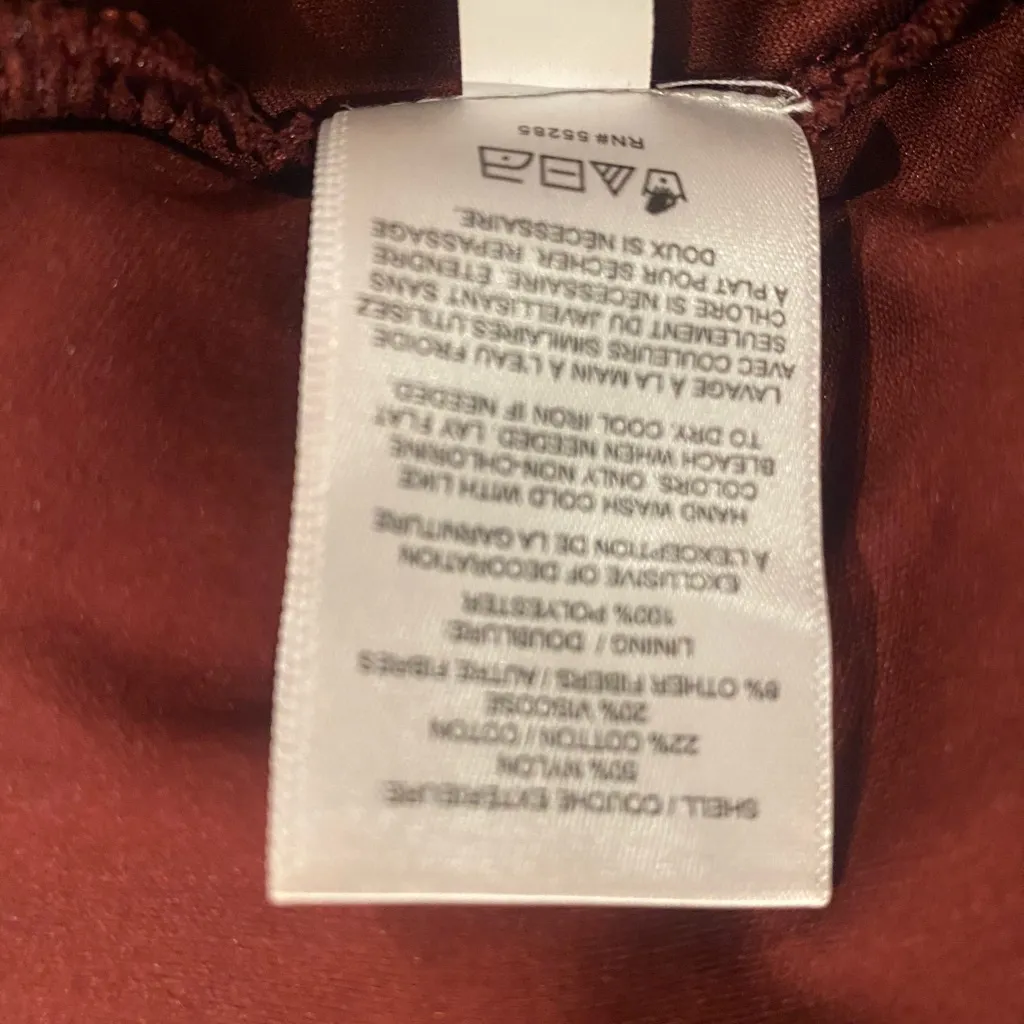 SHELL / COUCHE EXTÉRIEURE
50% NYLON
22% COTTON / COTON
20% VISCOSE
8% OTHER FIBERS / AUTRE FIBRES
LINING / DOUBLURE:
100% POLYESTER
EXCLUSIVE OF DECORATION
À L'EXCEPTION DE LA GARNITURE
HAND WASH COLD WITH LIKE
COLORS. ONLY NON-CHLORINE
BLEACH WHEN NEEDED. LAY FLAT
TO DRY. COOL IRON IF NEEDED.
LAVAGE À LA MAIN A L'EAU FROIDE
AVEC COULEURS SIMILAIRES UTILISEZ
SEULEMENT DU JAVELLISANT SANS
CHLORE SI NÉCESSAIRE. ÉTENDRE
À PLAT POUR SÉCHER. REPASSAGE
DOUX SI NÉCESSAIRE.
RN# 55285